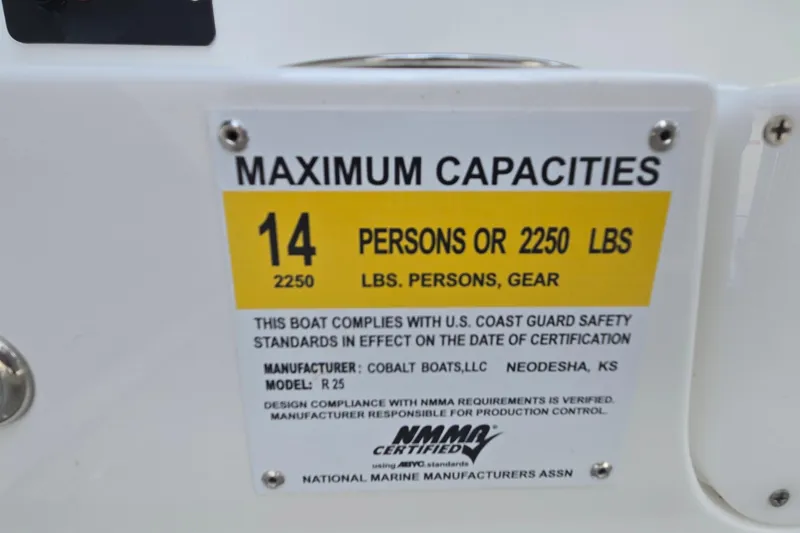 MAXIMUM CAPACITIES
14 PERSONS OR 2250 LBS
2250 LBS. PERSONS, GEAR
THIS BOAT COMPLIES WITH U.S. COAST GUARD SAFETY
STANDARDS IN EFFECT ON THE DATE OF CERTIFICATION
MANUFACTURER: COBALT BOATS,LLC NEODESHA, KS
MODEL: R 25
DESIGN COMPLIANCE WITH NMMA REQUIREMENTS IS VERIFIED.
MANUFACTURER RESPONSIBLE FOR PRODUCTION CONTROL.
NMMA®
CERTIFIED
using ABYC standards
NATIONAL MARINE MANUFACTURERS ASSN